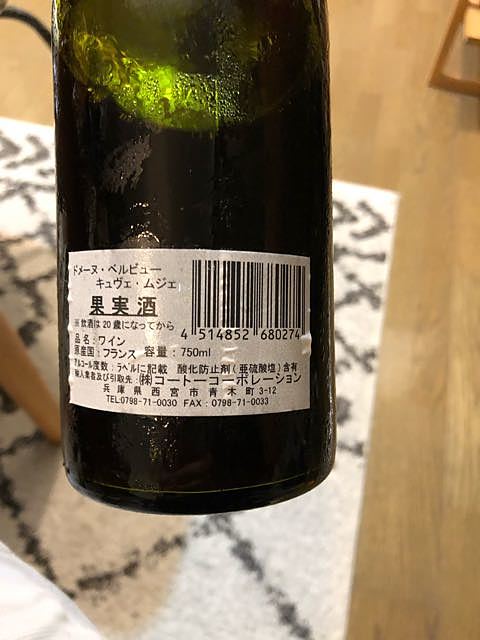 ドメーヌ・ベルビュー
キュヴェ・ムジェ
果実酒
※飲酒は20歳になってから
4 514852 680274
品名：ワイン
原産国：フランス 容量：750ml
アルコール度数：ラベルに記載 酸化防止剤（亜硫酸塩）含有
輸入業者及び引取先：㈱コートーコーポレーション
兵庫県西宮市青木町3-12
TEL:0798-71-0030 FAX：0798-71-0033